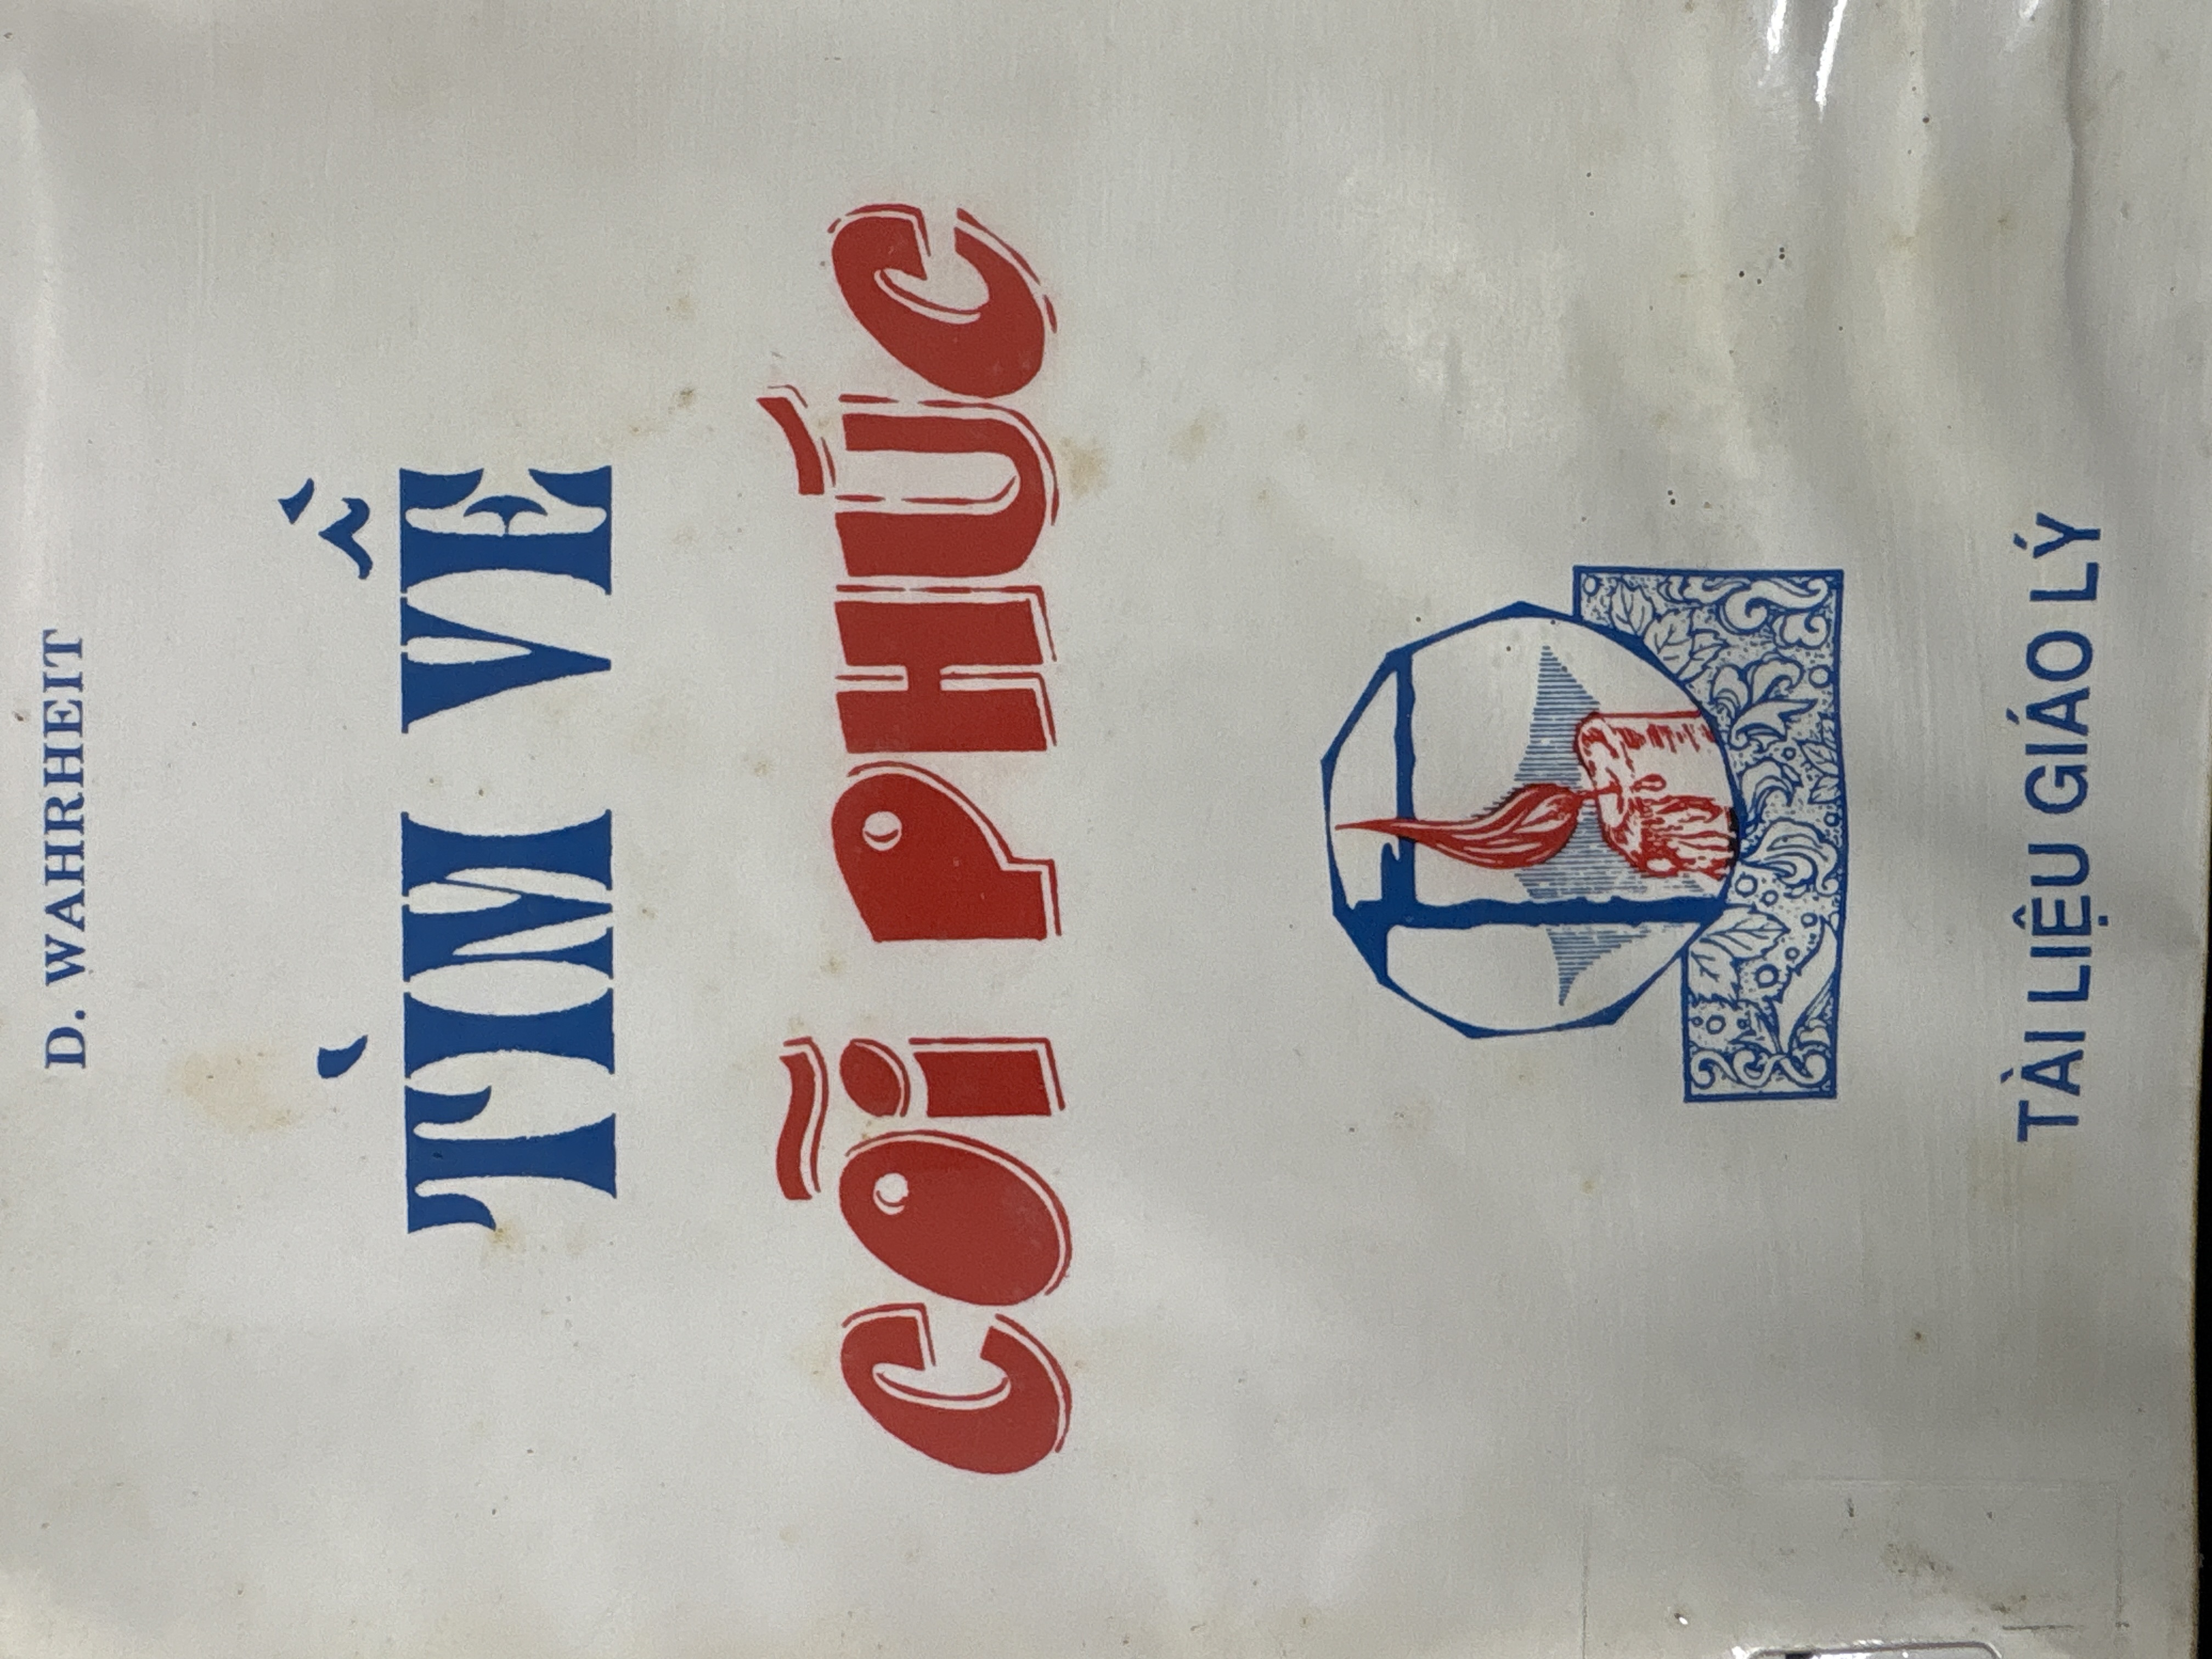 D. WAHRHEIT
TÌM VỀ
CÕI PHÚC
TÀI LIỆU GIÁO LÝ